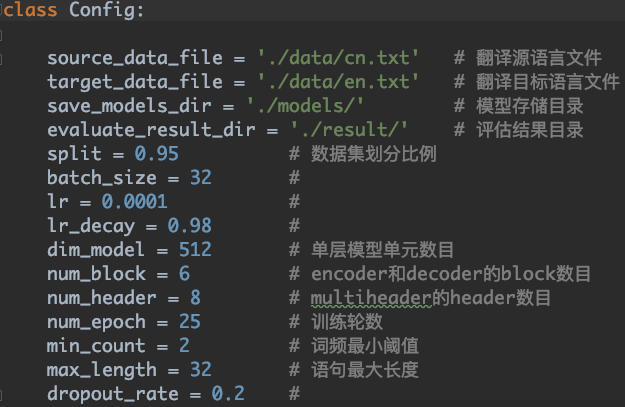 class Config:
source_data_file = './data/cn.txt' # 翻译源语言文件
target_data_file = './data/en.txt' # 翻译目标语言文件
save_models_dir = './models/' # 模型存储目录
evaluate_result_dir = './result/' # 评估结果目录
split = 0.95 # 数据集划分比例
batch_size = 32 #
lr = 0.0001 #
lr_decay = 0.98 #
dim_model = 512 # 单层模型单元数目
num_block = 6 # encoder和decoder的block数目
num_header = 8 # multiheader的header数目
num_epoch = 25 # 训练轮数
min_count = 2 # 词频最小阈值
max_length = 32 # 语句最大长度
dropout_rate = 0.2 #